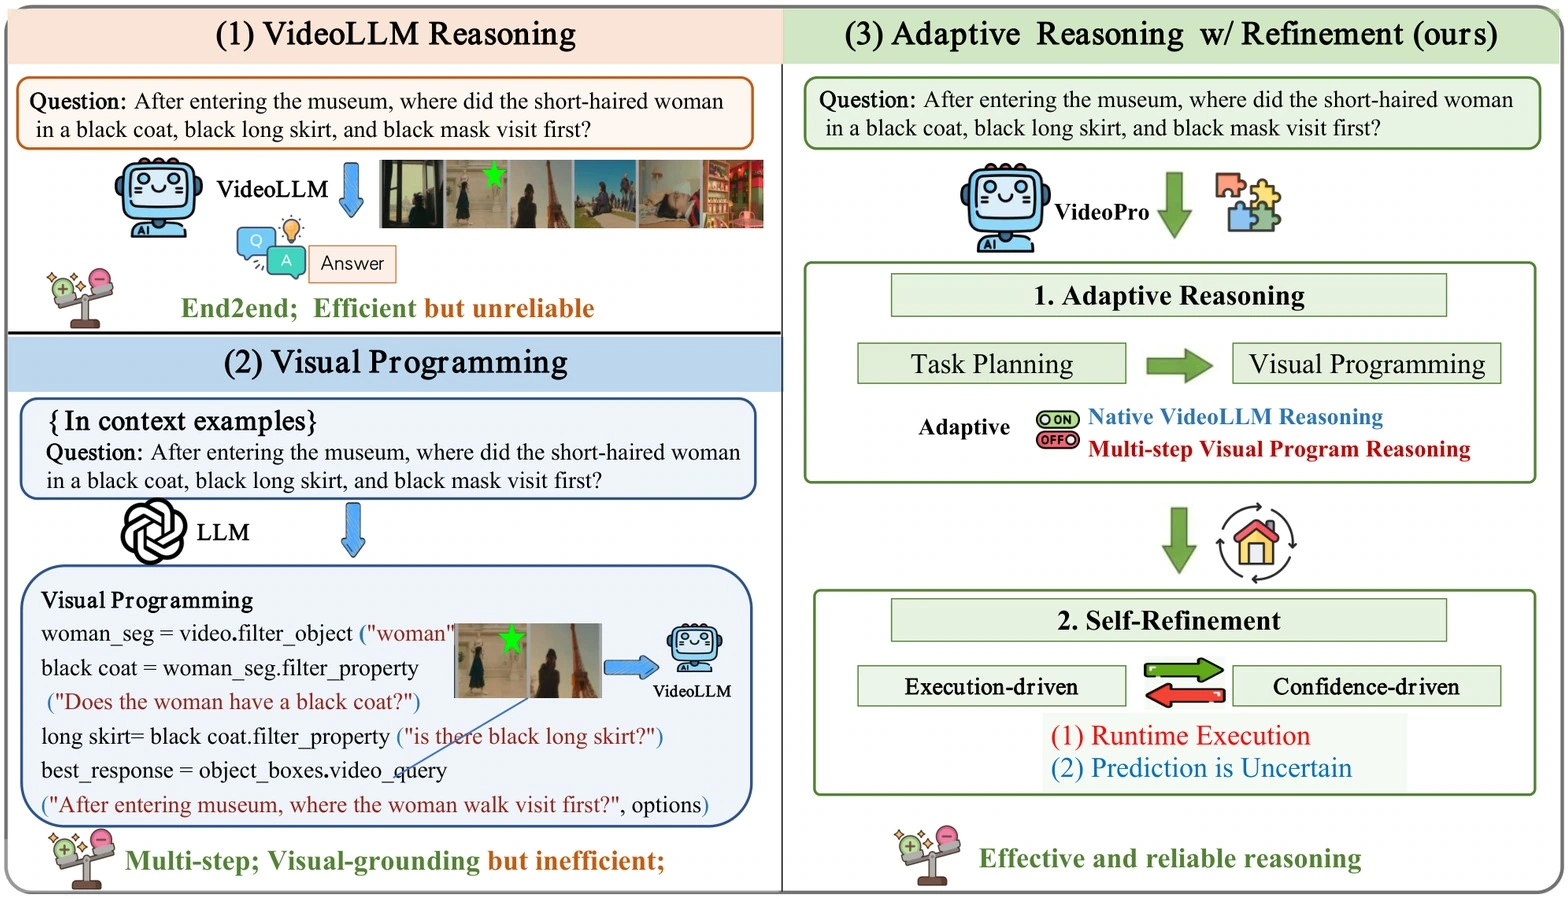 (1) VideoLLM Reasoning
Question: After entering the museum, where did the short-haired woman
in a black coat, black long skirt, and black mask visit first?
VideoLLM
AI
Q
A
Answer
End2end; Efficient but unreliable
(2) Visual Programming
{ In context examples}
Question: After entering the museum, where did the short-haired woman
in a black coat, black long skirt, and black mask visit first?
LLM
Visual Programming
woman_seg = video.filter_object ("woman"
black coat = woman_seg.filter_property
("Does the woman have a black coat?")
long skirt= black coat.filter_property ("is there black long skirt?")
best_response = object_boxes.video_query
("After entering museum, where the woman walk visit first?", options)
AI
VideoLLM
Multi-step; Visual-grounding but inefficient;
(3) Adaptive Reasoning w/ Refinement (ours)
Question: After entering the museum, where did the short-haired woman
in a black coat, black long skirt, and black mask visit first?
AI
VideoPro
1. Adaptive Reasoning
Task Planning
Visual Programming
Adaptive
ON
Native VideoLLM Reasoning
OFF
Multi-step Visual Program Reasoning
2. Self-Refinement
Execution-driven
Confidence-driven
(1) Runtime Execution
(2) Prediction is Uncertain
Effective and reliable reasoning